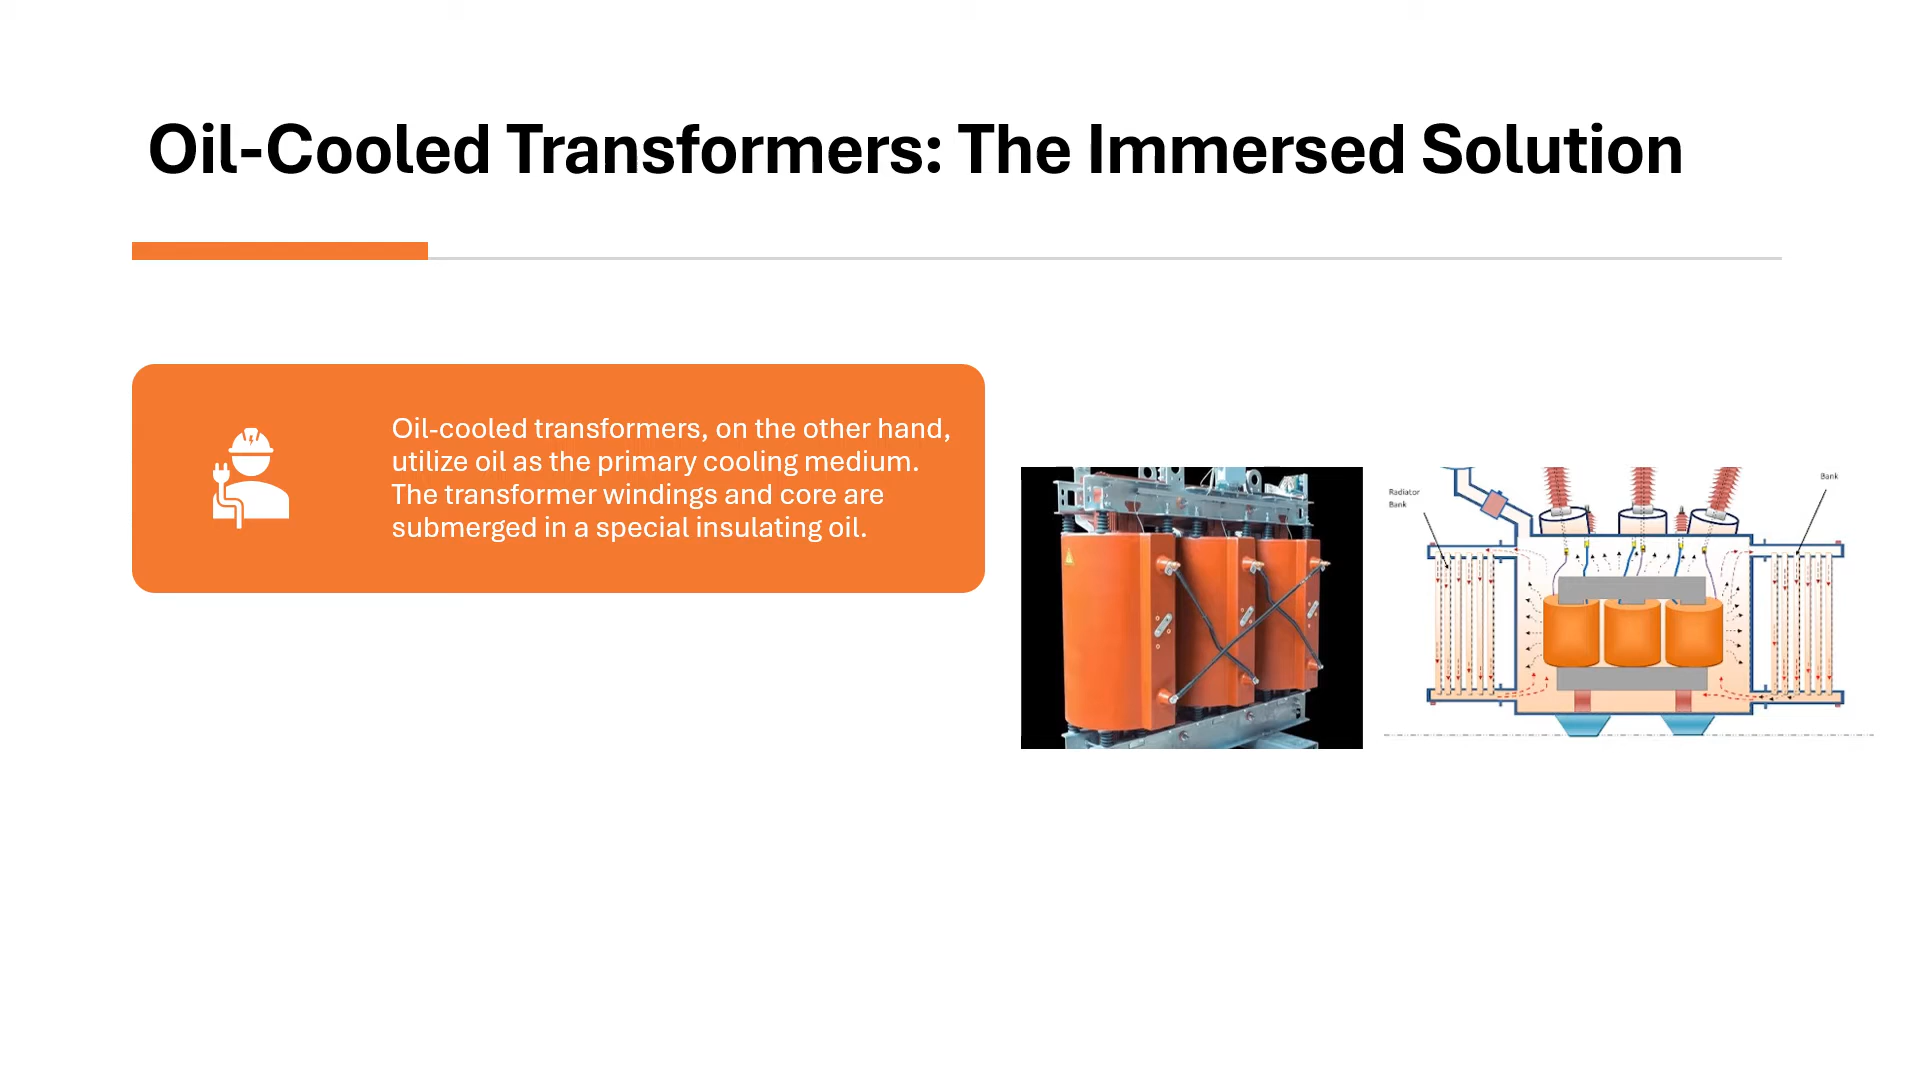 Oil-Cooled Transformers: The Immersed Solution
Oil-cooled transformers, on the other hand,
utilize oil as the primary cooling medium.
The transformer windings and core are
submerged in a special insulating oil.
Radiator
Bank
Bank